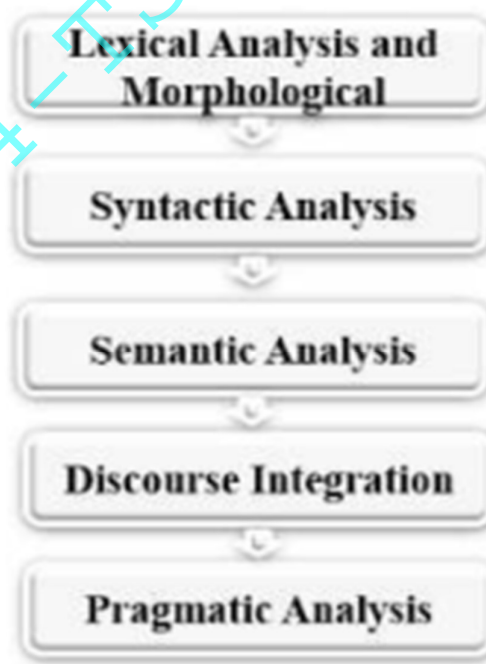 Lexical Analysis and
Morphological
Syntactic Analysis
Semantic Analysis
Discourse Integration
Pragmatic Analysis